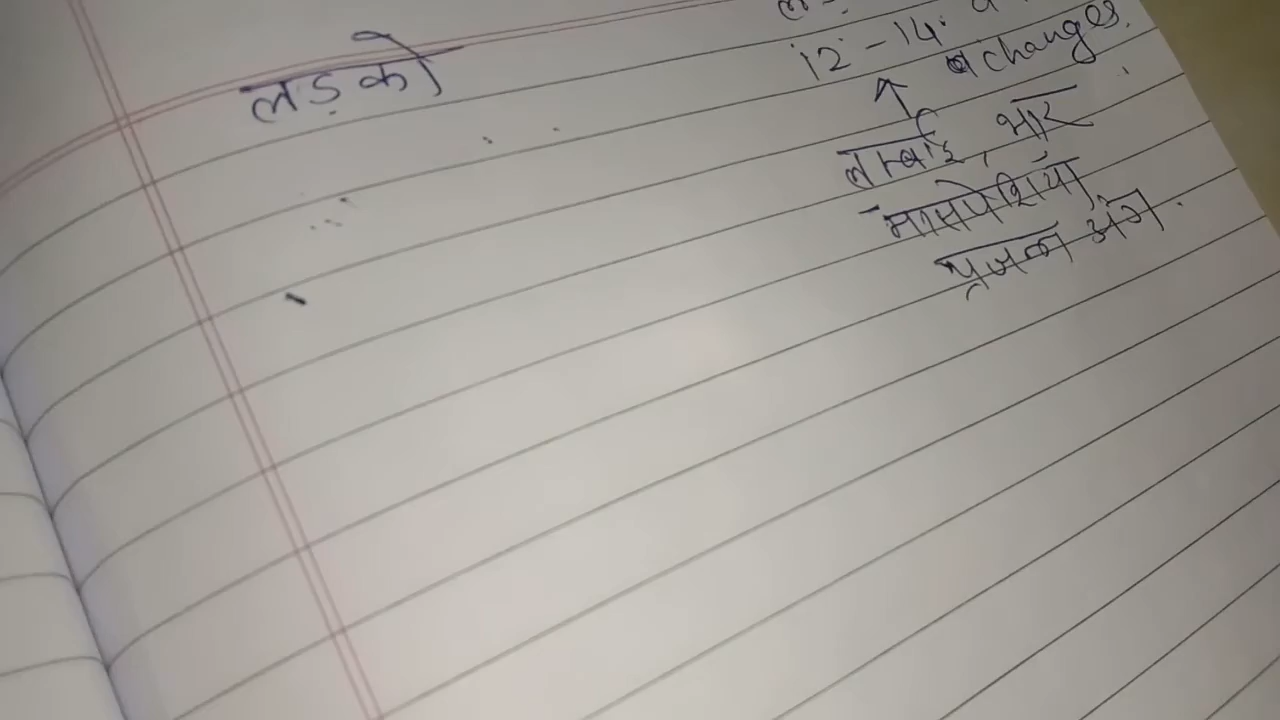 लड़को
12 - 14
changes.
लम्बाई, भार
मासपेशियाँ
प्रजनन अंग.